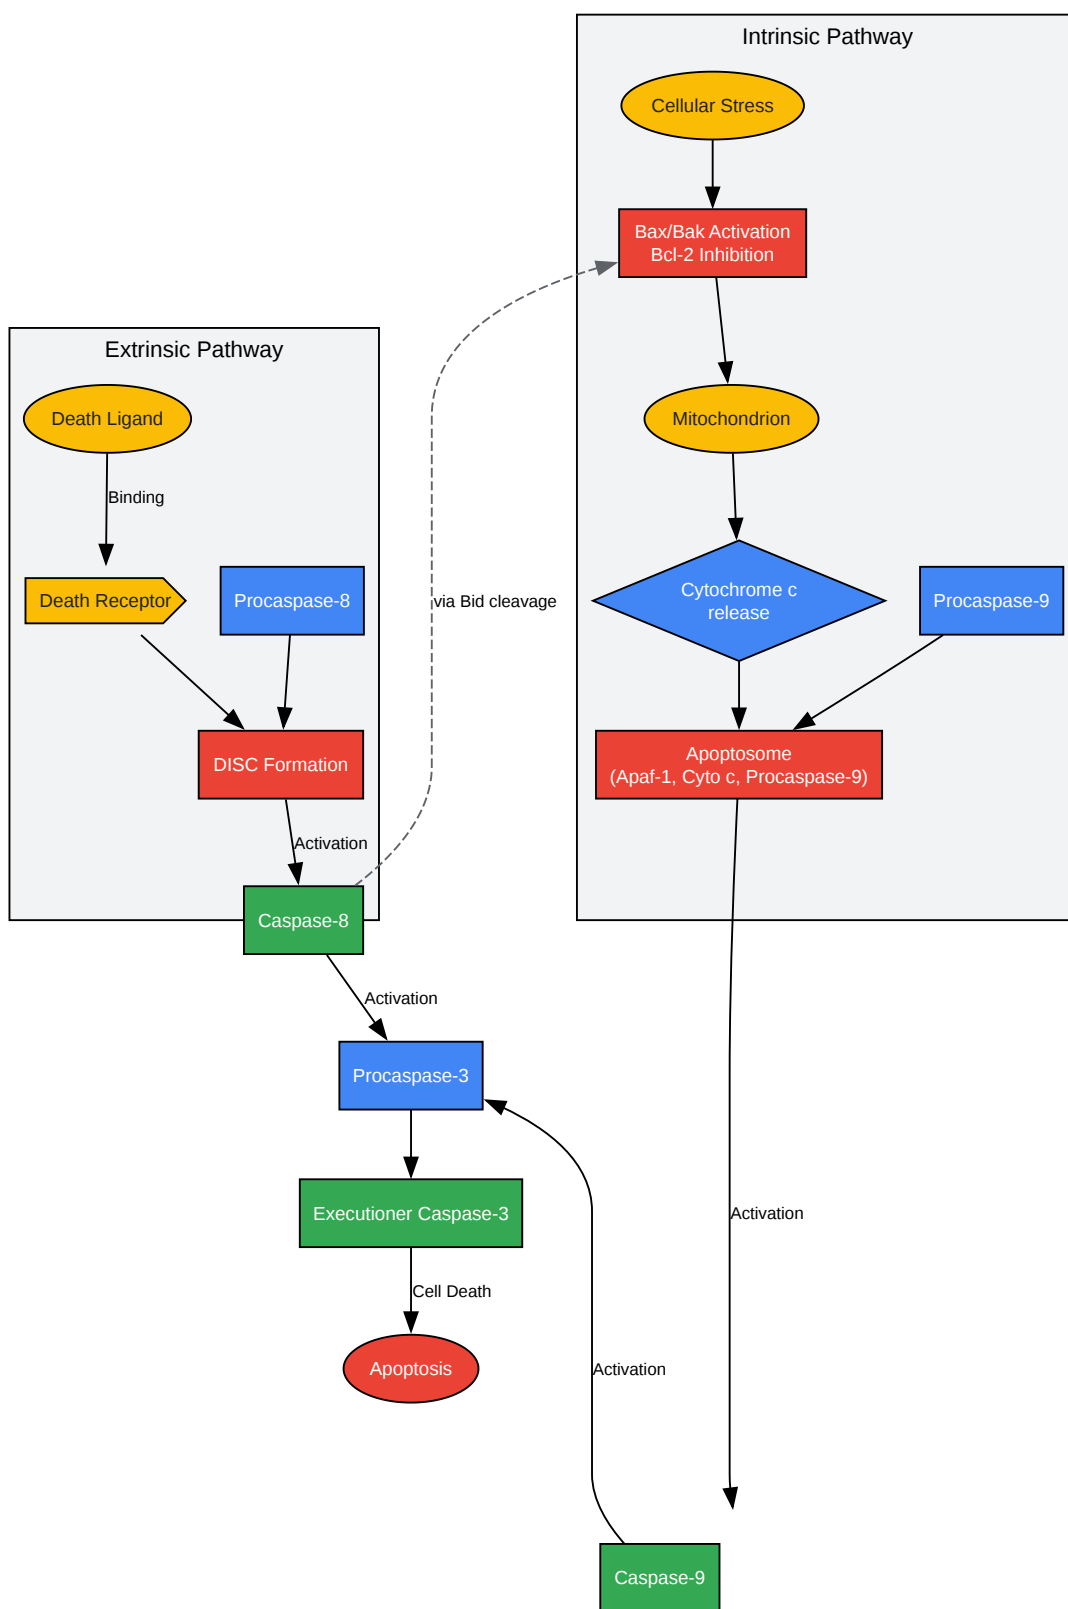 Intrinsic Pathway
Cellular Stress
Bax/Bak Activation
Bcl-2 Inhibition
Extrinsic Pathway
Death Ligand
Mitochondrion
Binding
Death Receptor
Procaspase-8
via Bid cleavage
Cytochrome c
release
Procaspase-9
DISC Formation
Apoptosome
(Apaf-1, Cyto c, Procaspase-9)
Activation
Caspase-8
Activation
Procaspase-3
Executioner Caspase-3
Activation
Cell Death
Apoptosis
Activation
Caspase-9